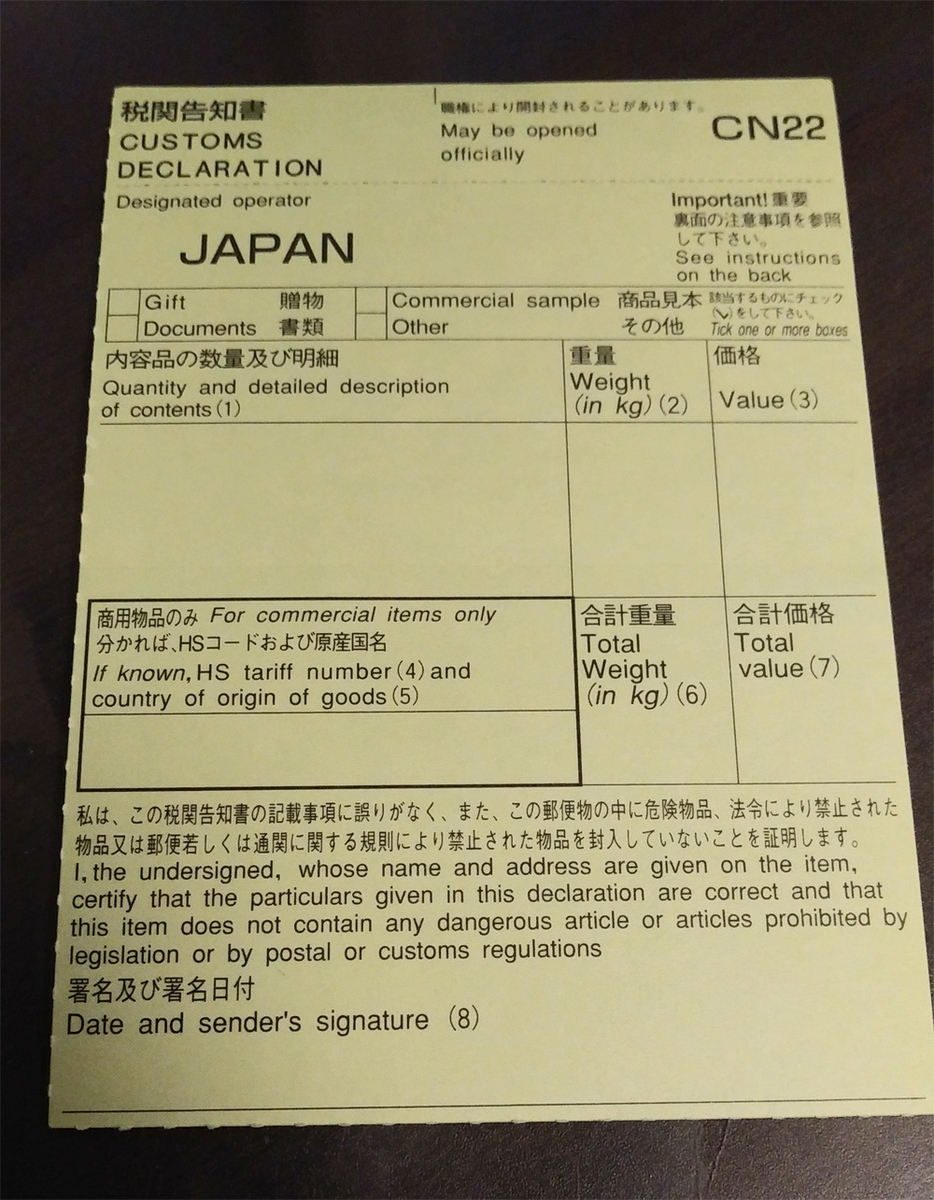 税関告知書
CUSTOMS
DECLARATION
職権により開封されることがあります。
May be opened
officially
CN22
Designated operator
JAPAN
Important! 重要
裏面の注意事項を参照
して下さい。
See instructions
on the back
Gift 贈物
Documents 書類
Commercial sample 商品見本
Other その他
該当するものにチェック
(✓)をして下さい。
Tick one or more boxes
内容品の数量及び明細
Quantity and detailed description
of contents (1)
重量
Weight
(in kg) (2)
価格
Value (3)
商用物品のみ For commercial items only
分かれば、HSコードおよび原産国名
If known, HS tariff number (4) and
country of origin of goods (5)
合計重量
Total
Weight
(in kg) (6)
合計価格
Total
value (7)
私は、この税関告知書の記載事項に誤りがなく、また、この郵便物の中に危険物品、法令により禁止された
物品又は郵便若しくは通関に関する規則により禁止された物品を封入していないことを証明します。
I, the undersigned, whose name and address are given on the item,
certify that the particulars given in this declaration are correct and that
this item does not contain any dangerous article or articles prohibited by
legislation or by postal or customs regulations
署名及び署名日付
Date and sender's signature (8)